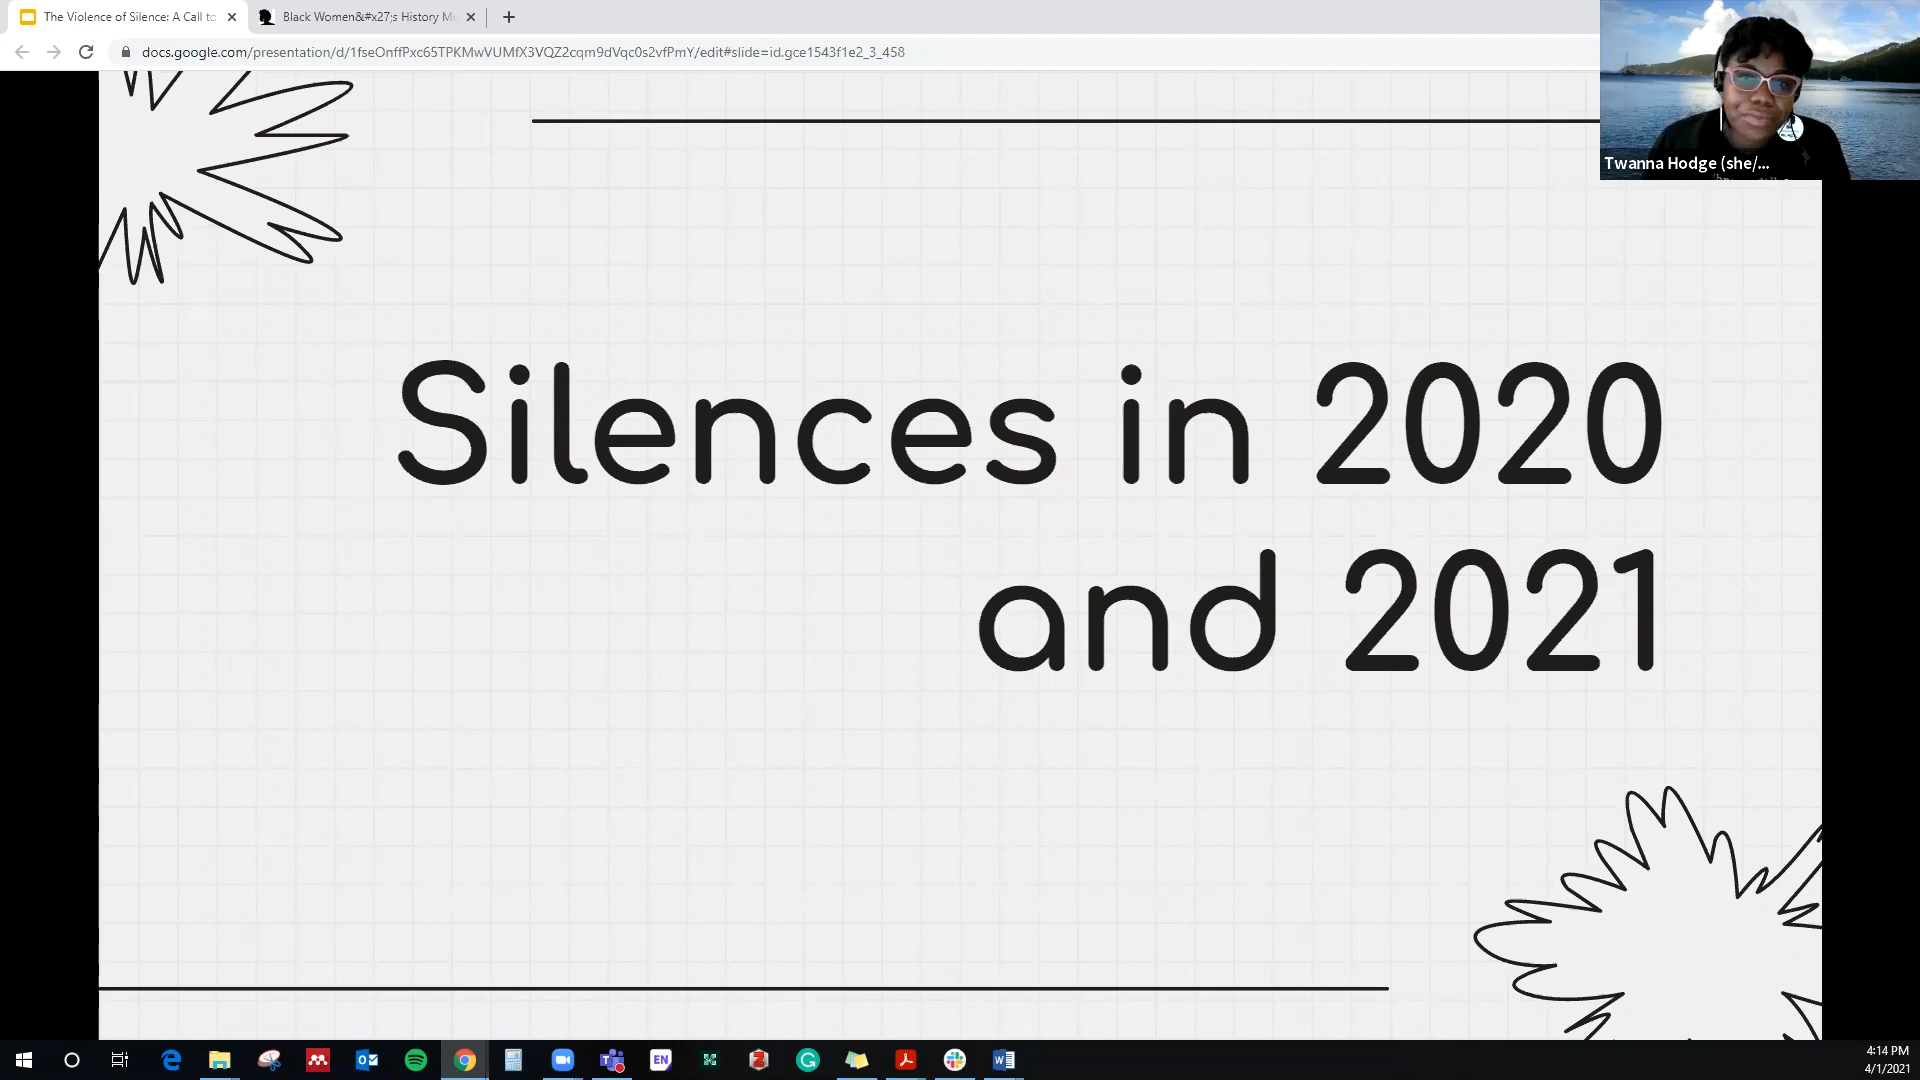 The Violence of Silence: A Call to
Black Women&#x27;s History M
docs.google.com/presentation/d/1fseOnffPxc65TPKMwVUMfX3VQZ2cqm9dVqc0s2vfPmY/edit#slide=id.gce1543f1e2_3_458
Twanna Hodge (she/...
Silences in 2020
and 2021
EN
4:14 PM
4/1/2021